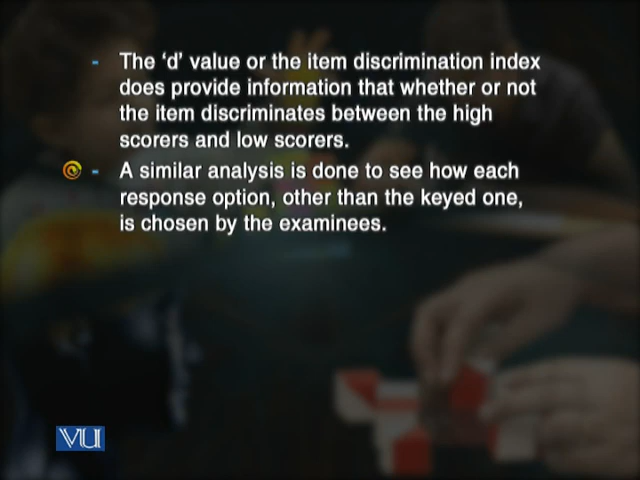 - The ‘d’ value or the item discrimination index
does provide information that whether or not
the item discriminates between the high
scorers and low scorers.
- A similar analysis is done to see how each
response option, other than the keyed one,
is chosen by the examinees.
VU